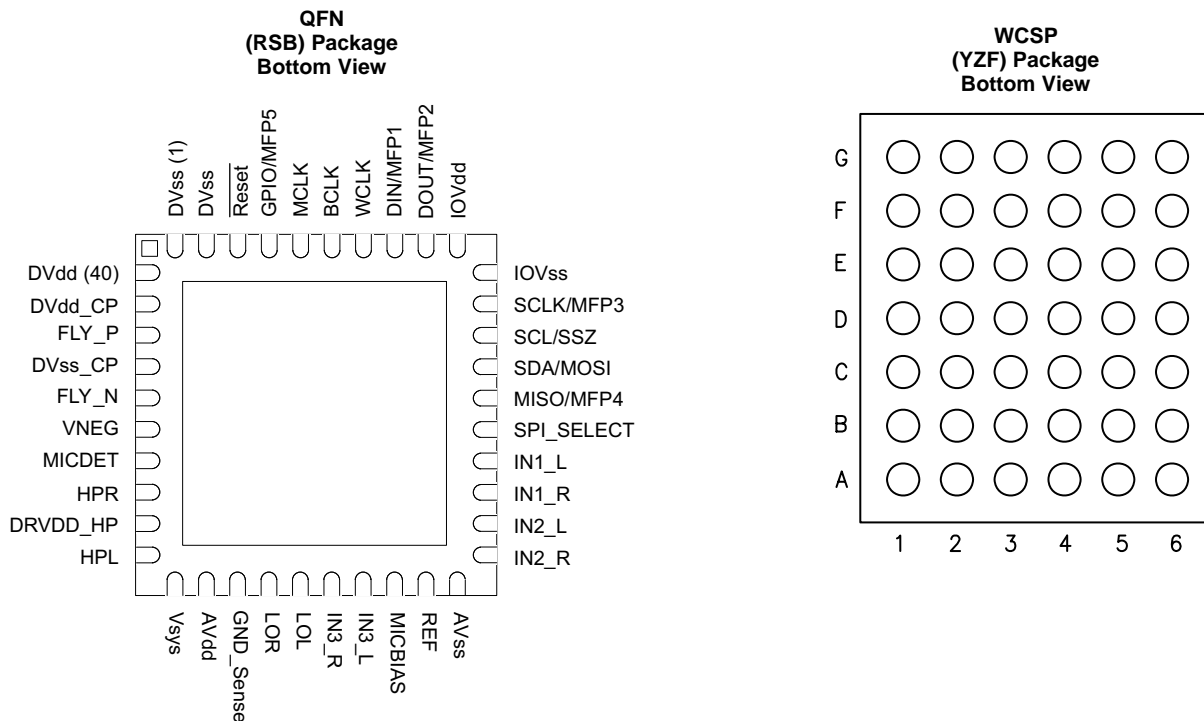 QFN
(RSB) Package
Bottom View
DVss (1)
DVss
Reset
GPIO/MFP5
MCLK
BCLK
WCLK
DIN/MFP1
DOUT/MFP2
IOVdd
DVdd (40)
DVdd_CP
FLY_P
DVss_CP
FLY_N
VNEG
MICDET
HPR
DRVDD_HP
HPL
IOVss
SCLK/MFP3
SCL/SSZ
SDA/MOSI
MISO/MFP4
SPI_SELECT
IN1_L
IN1_R
IN2_L
IN2_R
Vsys
AVdd
GND_Sense
LOR
LOL
IN3_R
IN3_L
MICBIAS
REF
AVss
WCSP
(YZF) Package
Bottom View
G
F
E
D
C
B
A
1 2 3 4 5 6